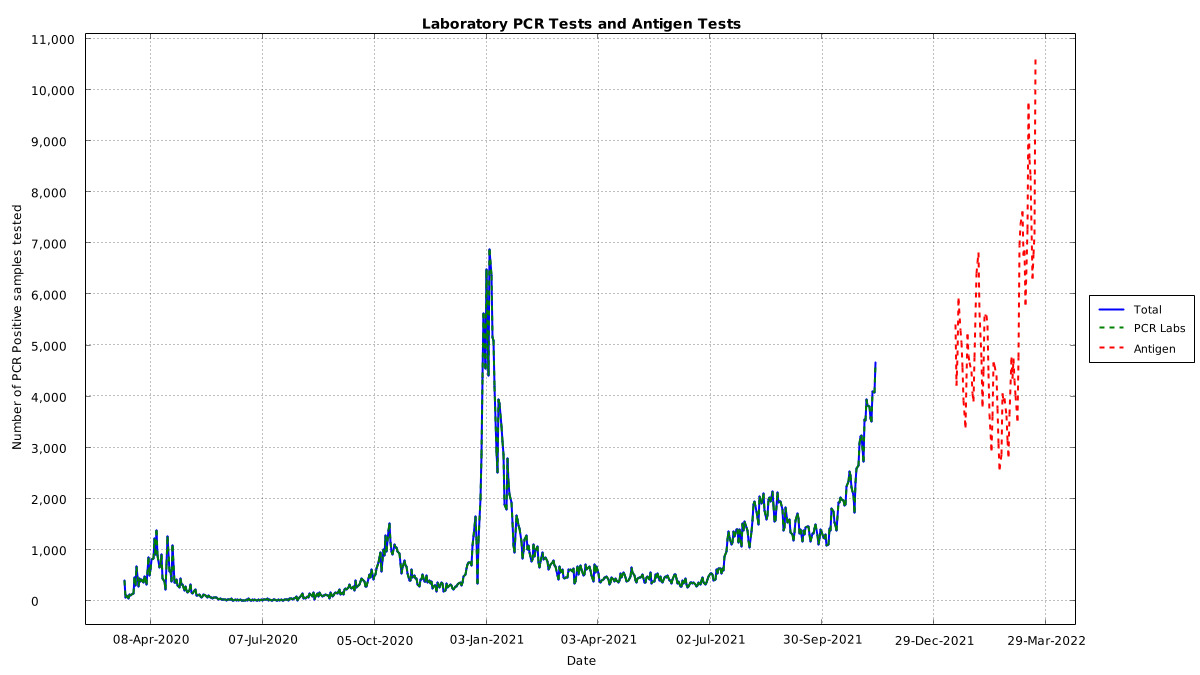 Laboratory PCR Tests and Antigen Tests
11,000
10,000
9,000
8,000
7,000
6,000
5,000
4,000
3,000
2,000
1,000
0
Number of PCR Positive samples tested
08-Apr-2020
07-Jul-2020
05-Oct-2020
03-Jan-2021
03-Apr-2021
02-Jul-2021
30-Sep-2021
29-Dec-2021
29-Mar-2022
Date
Total
PCR Labs
Antigen